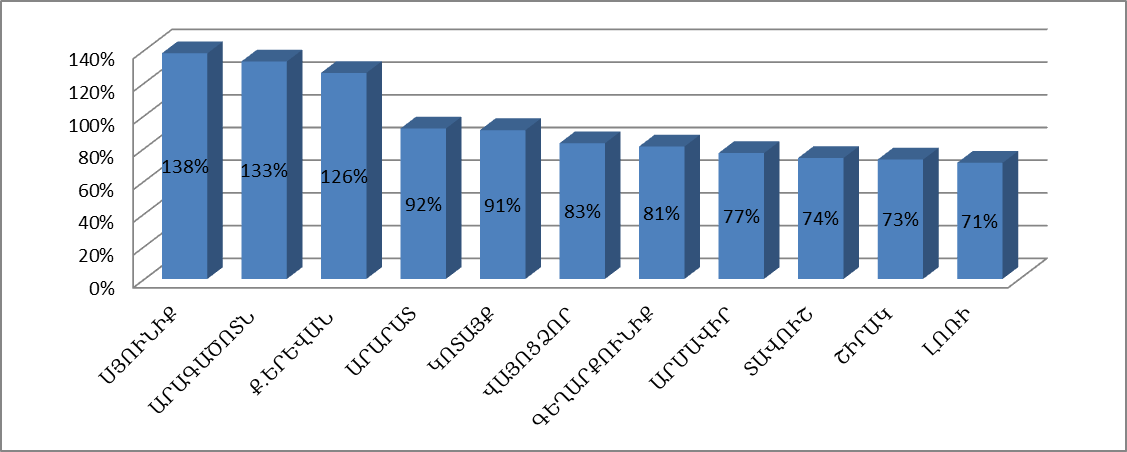 140%
120%
100%
80%
60%
40%
20%
0%
138%
133%
126%
92%
91%
83%
81%
77%
74%
73%
71%
ՍՅՈՒՆԻՔ
ԱՐԱԳԱԾՈՏՆ
Ք.ԵՐԵՎԱՆ
ԱՐԱՐԱՏ
ԿՈՏԱՅՔ
ՎԱՅՈՑ ՁՈՐ
ԳԵՂԱՐՔՈՒՆԻՔ
ԱՐՄԱՎԻՐ
ՏԱՎՈՒՇ
ՇԻՐԱԿ
ԼՈՌԻ